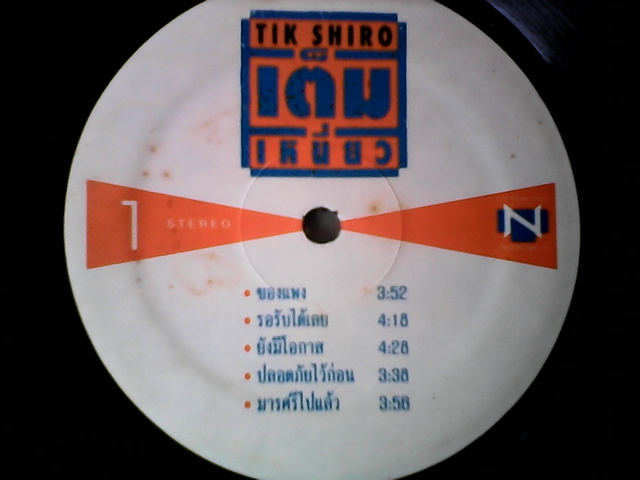 TIK SHIRO
เต็ม
เหนี่ยว
1 STEREO N
• ของแพง 3:52
• รอรับได้เลย 4:18
• ยังมีโอกาส 4:28
• ปลอดภัยไว้ก่อน 3:38
• มารศรีไปแล้ว 3:58